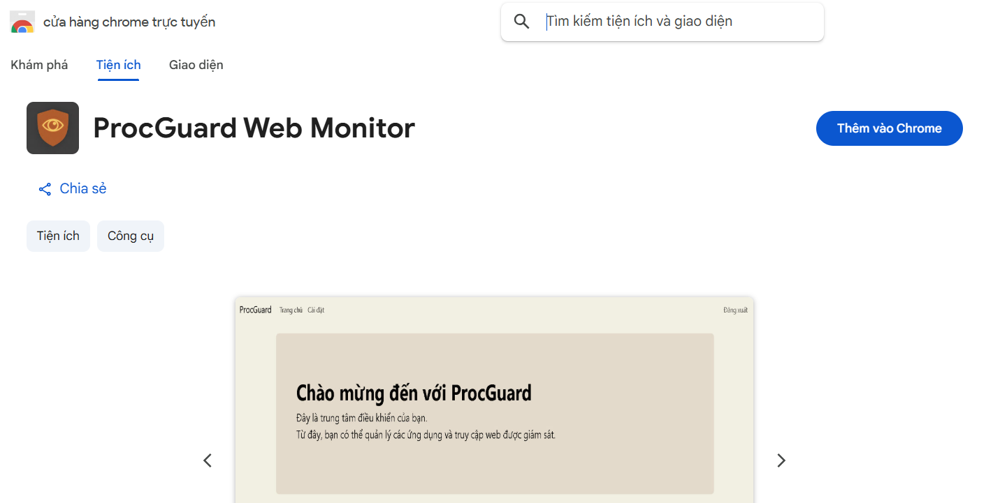 cửa hàng chrome trực tuyến
Tìm kiếm tiện ích và giao diện
Khám phá Tiện ích Giao diện
ProcGuard Web Monitor
Thêm vào Chrome
Chia sẻ
Tiện ích Công cụ
ProcGuard Trang chủ Cài đặt Đăng xuất
Chào mừng đến với ProcGuard
Đây là trung tâm điều khiển của bạn.
Từ đây, bạn có thể quản lý các ứng dụng và truy cập web được giám sát.